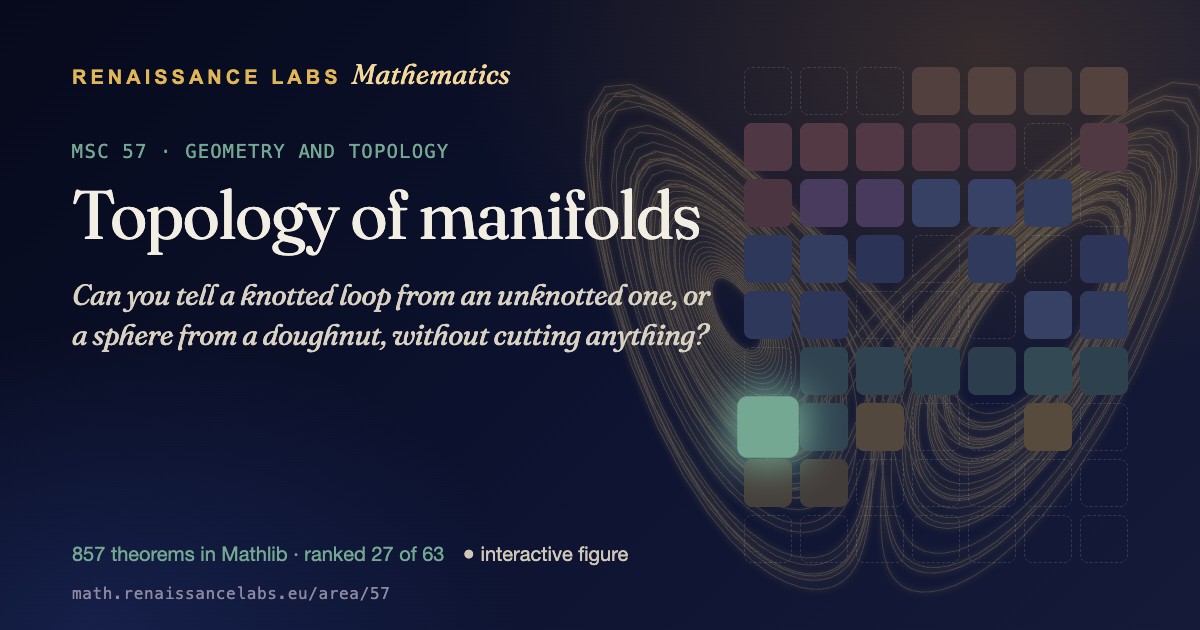 RENAISSANCE LABS Mathematics
MSC 57 · GEOMETRY AND TOPOLOGY
Topology of manifolds
Can you tell a knotted loop from an unknotted one, or
a sphere from a doughnut, without cutting anything?
857 theorems in Mathlib · ranked 27 of 63 ● interactive figure
math.renaissancelabs.eu/area/57